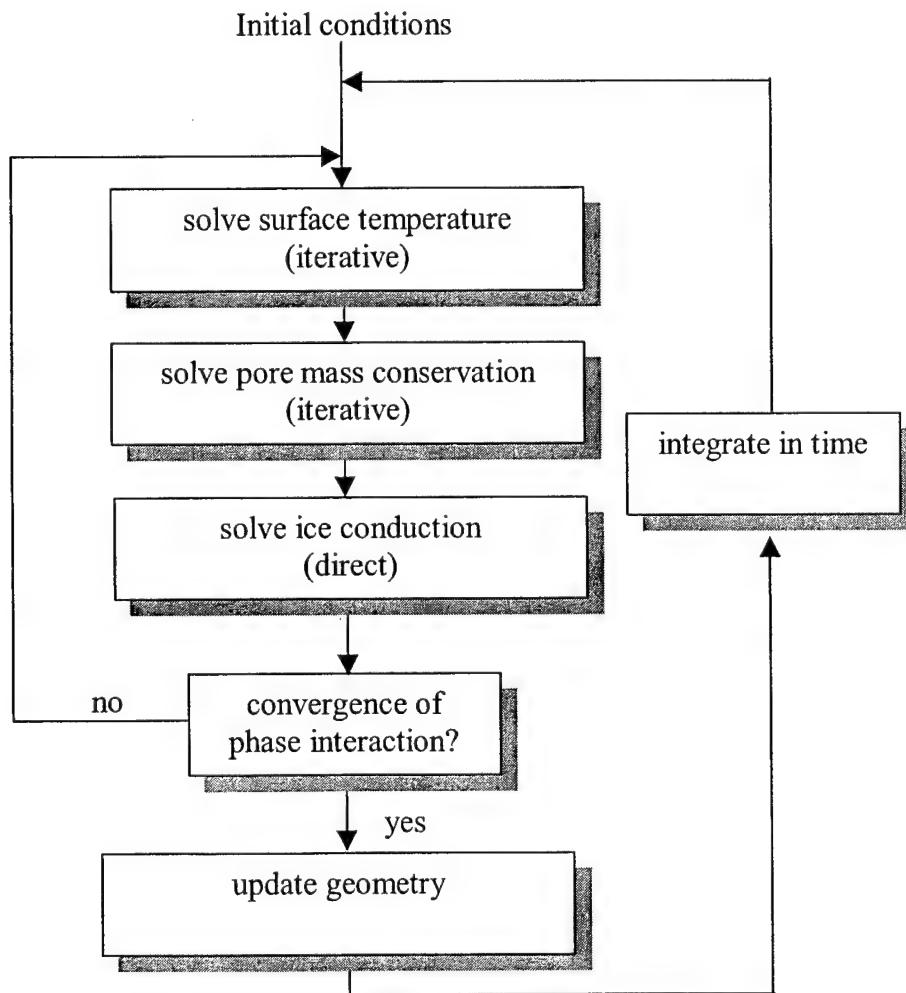 Initial conditions
solve surface temperature
(iterative)
solve pore mass conservation
(iterative)
integrate in time
solve ice conduction
(direct)
no
convergence of
phase interaction?
yes
update geometry